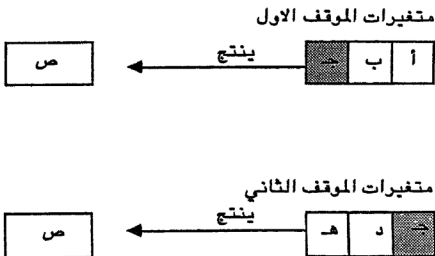 متغيرات الموقف الاول
أ ب جـ ينتج ص
متغيرات الموقف الثاني
جـ د هـ ينتج ص